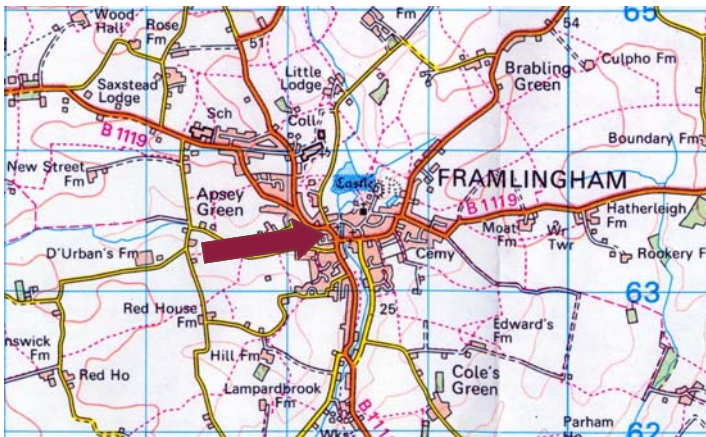 Wood
Hall
Rose
Fm
Fm
51
54
65
Culpho Fm
Brabling
Green
Saxstead
Lodge
Little
Lodge
Sch
Coll
B 1119
Boundary Fm
New Street
Fm
Castle
FRAMLINGHAM
Apsey
Green
B 1119
Hatherleigh
Fm
Moat
Fm
Wr
Twr
D'Urban's Fm
Cemy
Rookery F
63
Red House
Fm
25
Edward's
Fm
nswick
Fm
Hill Fm
Red Ho
Cole's
Green
Lampardbrook
Fm
Wks
B 111
Parham
62